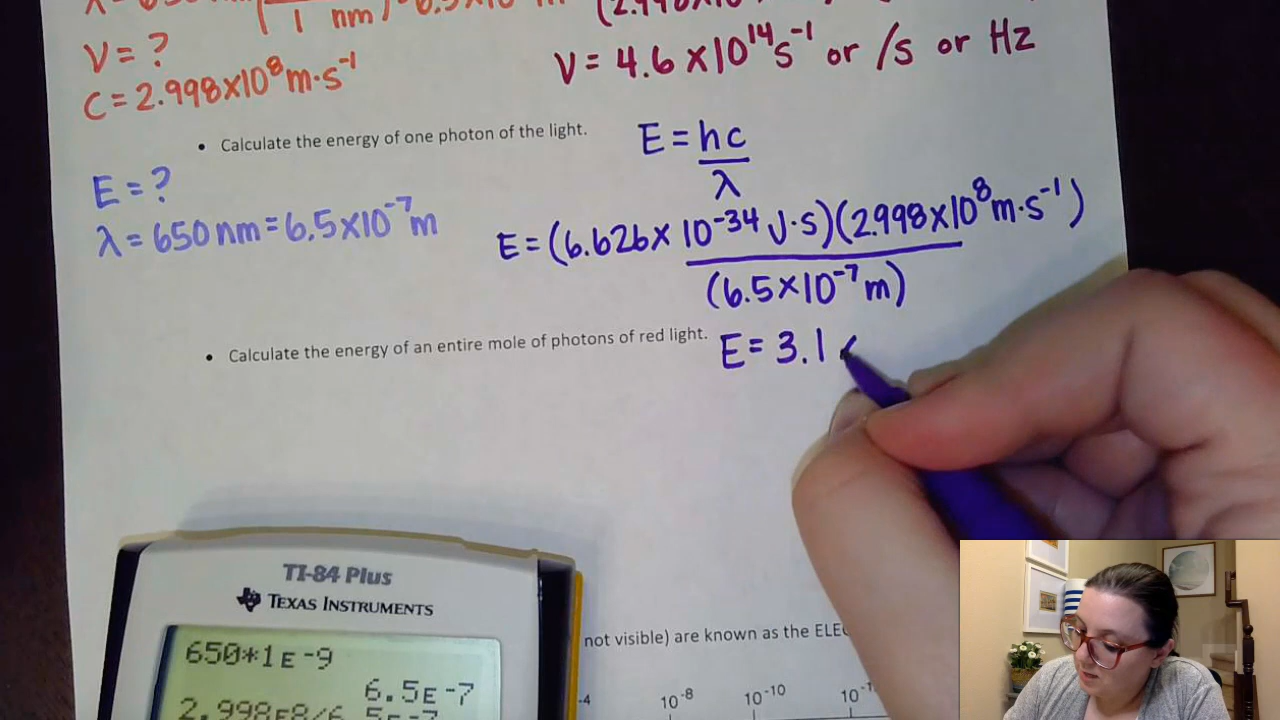 1 nm
ν = ?
C = 2.998×10⁸ m·s⁻¹
ν = 4.6 ×10¹⁴ s⁻¹ or /s or Hz
• Calculate the energy of one photon of the light.
E = hc
λ
E = ?
λ = 650 nm = 6.5×10⁻⁷ m
E = (6.626× 10⁻³⁴ J·s)(2.998×10⁸ m·s⁻¹)
(6.5×10⁻⁷ m)
• Calculate the energy of an entire mole of photons of red light.
E = 3.1
TI-84 Plus
TEXAS INSTRUMENTS
650*1E-9
6.5E-7
not visible) are known as the
10⁻⁸ 10⁻¹⁰